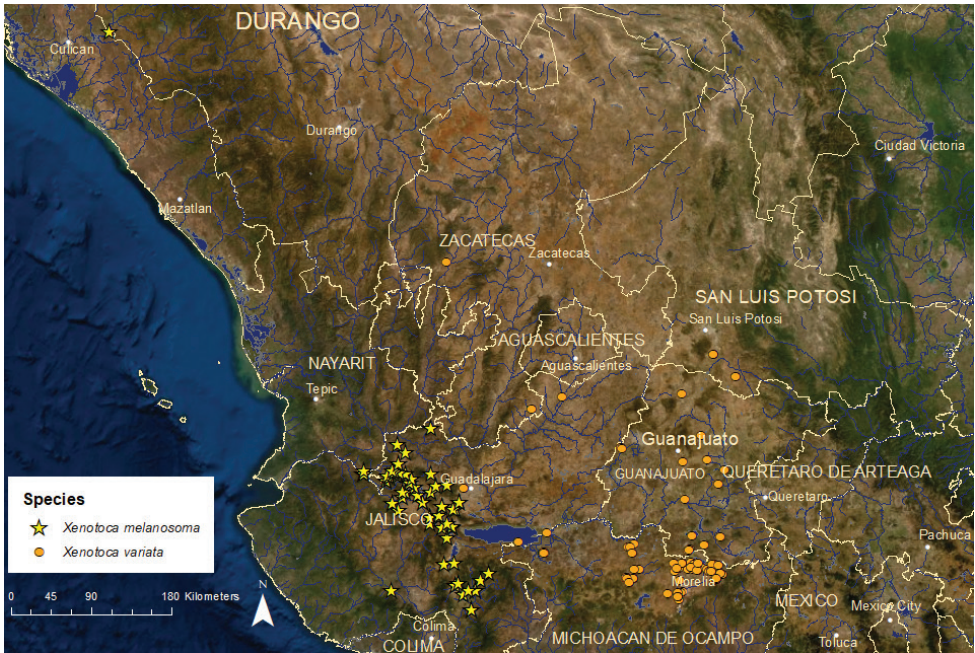 DURANGO
Culican
Durango
Ciudad Victoria
Mazatlan
ZACATECAS
Zacatecas
SAN LUIS POTOSI
San Luis Potosi
AGUASCALIENTES
Aguascalientes
NAYARIT
Tepic
Guanajuato
GUANAJUATO
QUERETARO DE ARTEAGA
Queretaro
Guadalajara
JALISCO
Species
Xenotoca melanosoma
Xenotoca variata
Pachuca
Morelia
MEXICO
Mexico City
N
0 45 90 180 Kilometers
Colima
COLIMA
MICHOACAN DE OCAMPO
Toluca